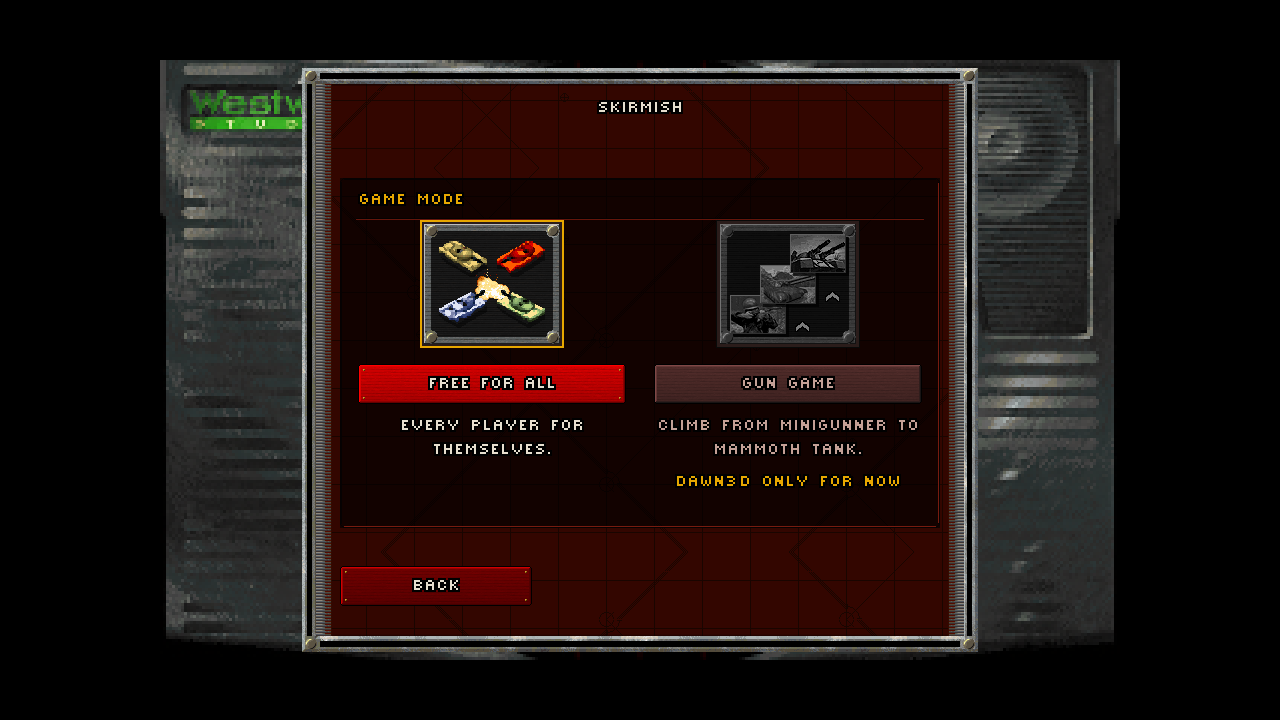 Westw
S T U D
SKIRMISH
GAME MODE
FREE FOR ALL
GUN GAME
EVERY PLAYER FOR
THEMSELVES.
CLIMB FROM MINIGUNNER TO
MAMMOTH TANK.
DAWN3D ONLY FOR NOW
BACK